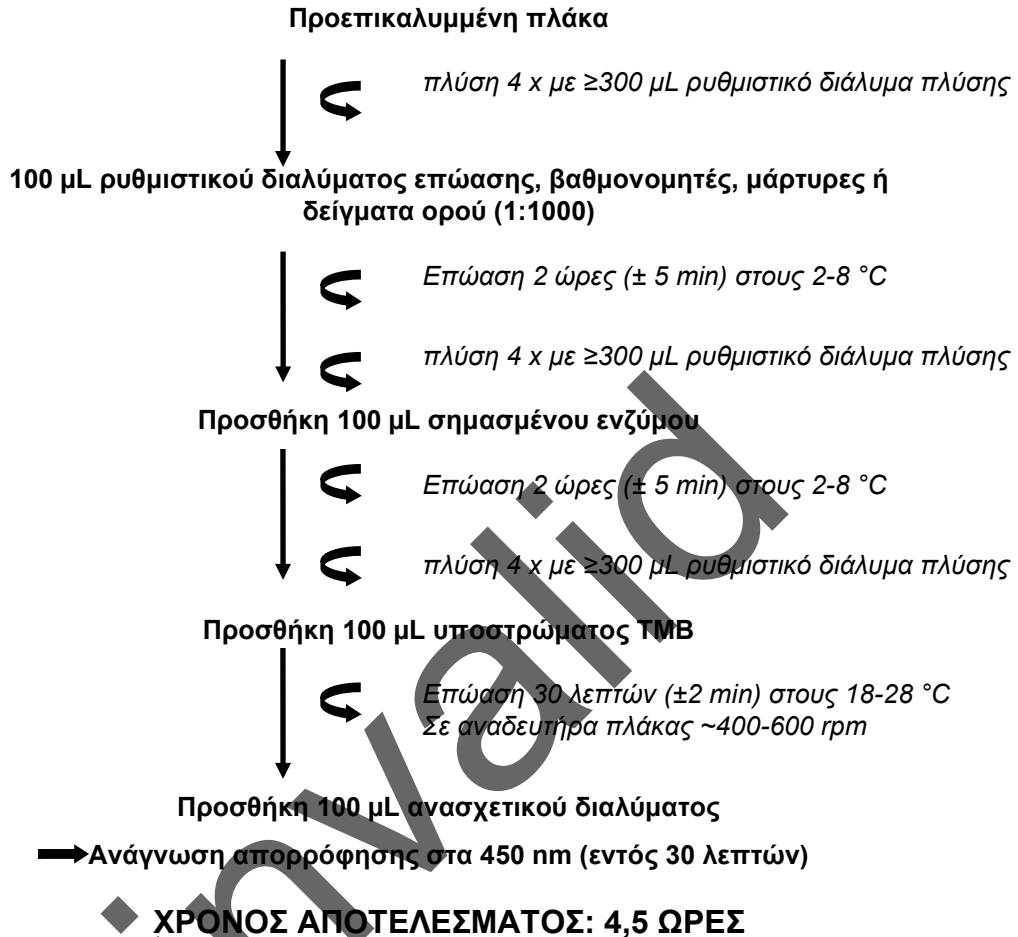 Προεπικαλυμμένη πλάκα
πλύση 4 x με ≥300 μL ρυθμιστικό διάλυμα πλύσης
100 μL ρυθμιστικού διαλύματος επώασης, βαθμονομητές, μάρτυρες ή
δείγματα ορού (1:1000)
Επώαση 2 ώρες (± 5 min) στους 2-8 °C
πλύση 4 x με ≥300 μL ρυθμιστικό διάλυμα πλύσης
Προσθήκη 100 μL σημασμένου ενζύμου
Επώαση 2 ώρες (± 5 min) στους 2-8 °C
πλύση 4 x με ≥300 μL ρυθμιστικό διάλυμα πλύσης
Προσθήκη 100 μL υποστρώματος TMB
Επώαση 30 λεπτών (±2 min) στους 18-28 °C
Σε αναδευτήρα πλάκας ~400-600 rpm
Προσθήκη 100 μL ανασχετικού διαλύματος
Ανάγνωση απορρόφησης στα 450 nm (εντός 30 λεπτών)
ΧΡΟΝΟΣ ΑΠΟΤΕΛΕΣΜΑΤΟΣ: 4,5 ΩΡΕΣ
invalid